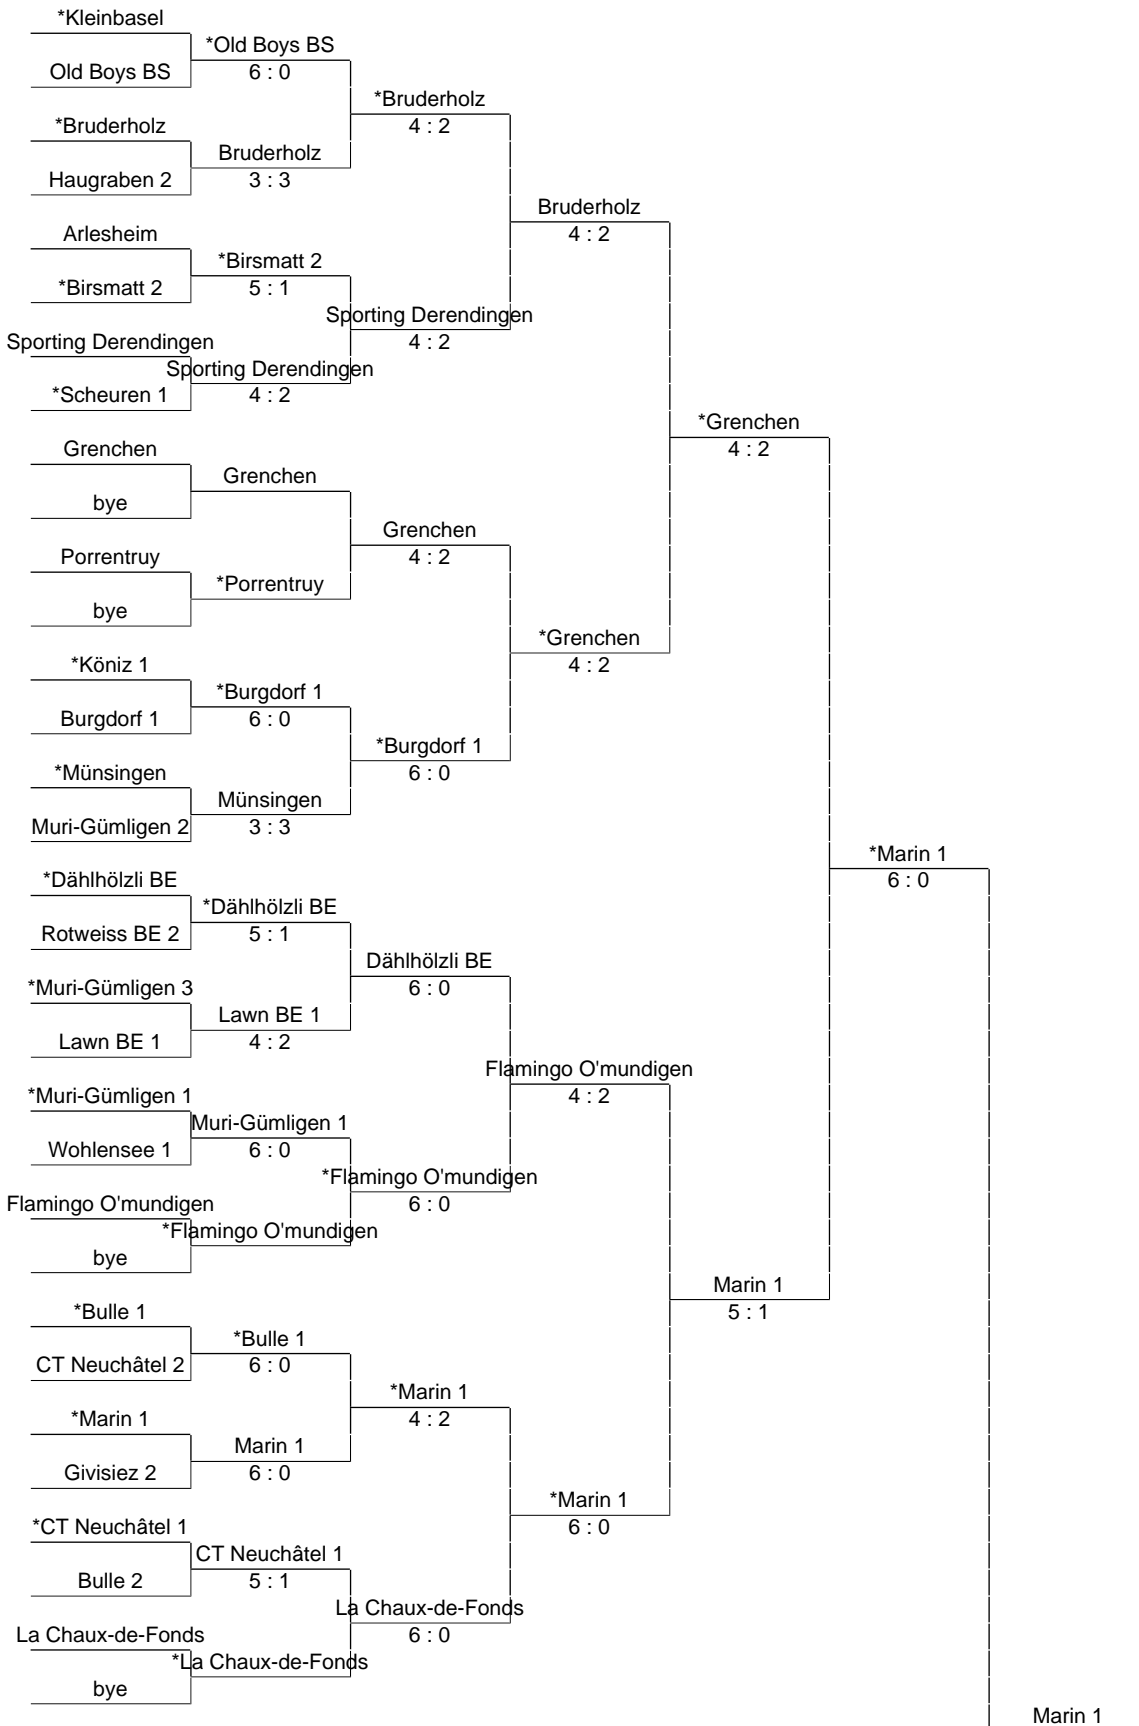 *Kleinbasel
*Old Boys BS
Old Boys BS
6 : 0
*Bruderholz
4 : 2
*Bruderholz
Bruderholz
Haugraben 2
3 : 3
Bruderholz
4 : 2
Arlesheim
*Birsmatt 2
*Birsmatt 2
5 : 1
Sporting Derendingen
4 : 2
Sporting Derendingen
Sporting Derendingen
*Scheuren 1
4 : 2
*Grenchen
4 : 2
Grenchen
Grenchen
bye
Grenchen
4 : 2
Porrentruy
*Porrentruy
bye
*Grenchen
4 : 2
*Köniz 1
*Burgdorf 1
Burgdorf 1
6 : 0
*Burgdorf 1
6 : 0
*Münsingen
Münsingen
Muri-Gümligen 2
3 : 3
*Marin 1
6 : 0
*Dählhölzli BE
*Dählhölzli BE
Rotweiss BE 2
5 : 1
Dählhölzli BE
6 : 0
*Muri-Gümligen 3
Lawn BE 1
Lawn BE 1
4 : 2
Flamingo O'mundigen
4 : 2
*Muri-Gümligen 1
Muri-Gümligen 1
Wohlensee 1
6 : 0
*Flamingo O'mundigen
6 : 0
Flamingo O'mundigen
*Flamingo O'mundigen
bye
Marin 1
5 : 1
*Bulle 1
*Bulle 1
CT Neuchâtel 2
6 : 0
*Marin 1
4 : 2
*Marin 1
Marin 1
Givisiez 2
6 : 0
*Marin 1
6 : 0
*CT Neuchâtel 1
CT Neuchâtel 1
Bulle 2
5 : 1
La Chaux-de-Fonds
6 : 0
La Chaux-de-Fonds
*La Chaux-de-Fonds
bye
Marin 1